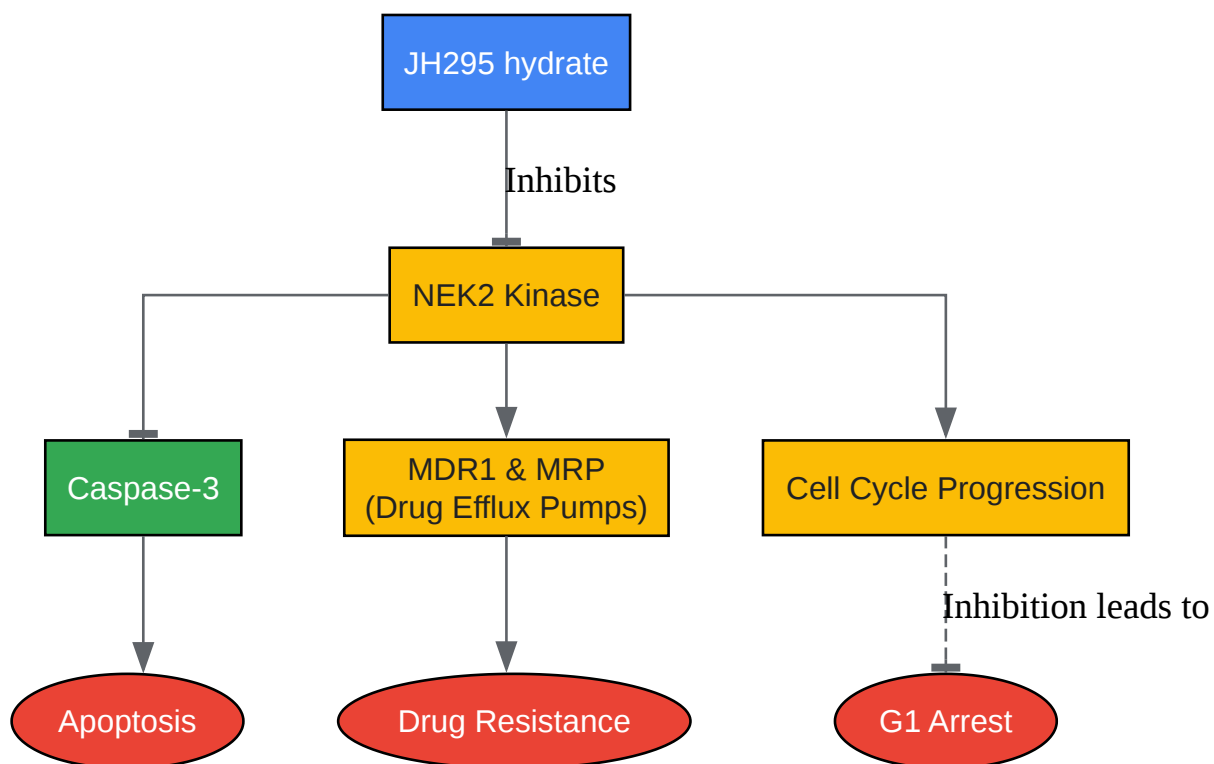 JH295 hydrate
Inhibits
NEK2 Kinase
Caspase-3
MDR1 & MRP
(Drug Efflux Pumps)
Cell Cycle Progression
Inhibition leads to
Apoptosis
Drug Resistance
G1 Arrest